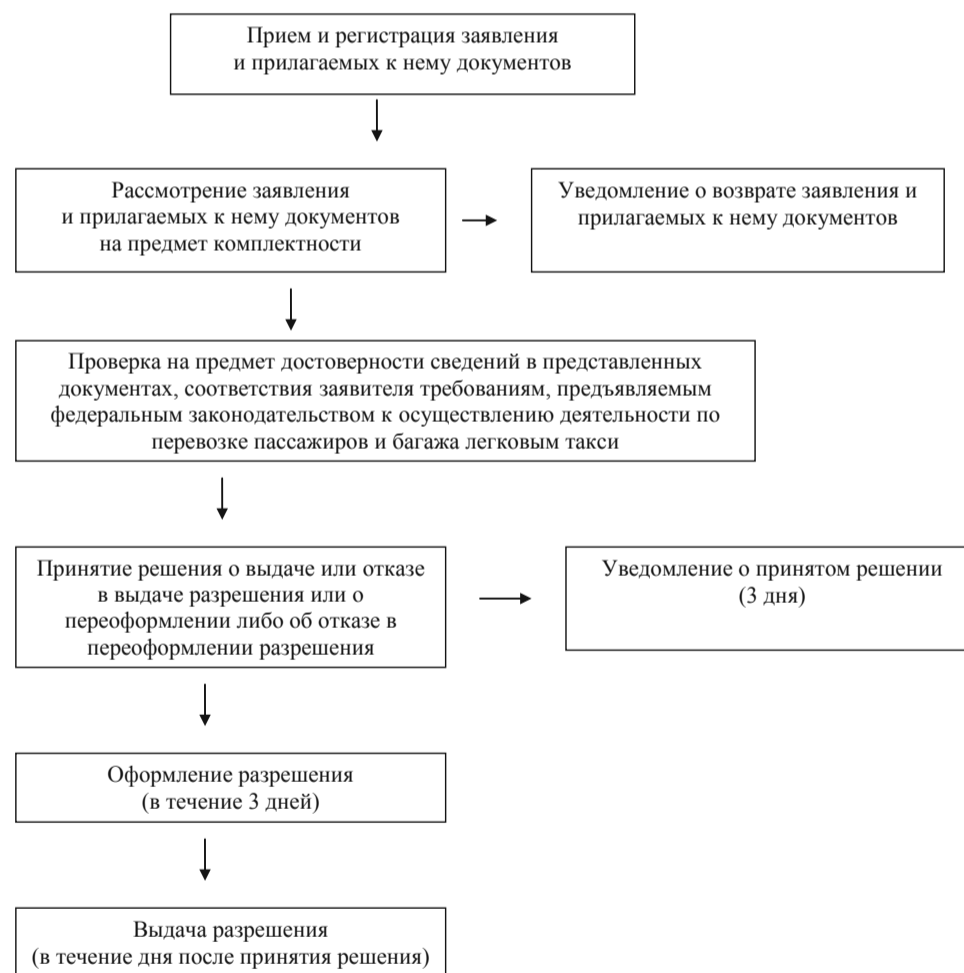 Прием и регистрация заявления
и прилагаемых к нему документов
Рассмотрение заявления
и прилагаемых к нему документов
на предмет комплектности
Уведомление о возврате заявления и
прилагаемых к нему документов
Проверка на предмет достоверности сведений в представленных
документах, соответствия заявителя требованиям, предъявляемым
федеральным законодательством к осуществлению деятельности по
перевозке пассажиров и багажа легковым такси
Принятие решения о выдаче или отказе
в выдаче разрешения или о
переоформлении либо об отказе в
переоформлении разрешения
Уведомление о принятом решении
(3 дня)
Оформление разрешения
(в течение 3 дней)
Выдача разрешения
(в течение дня после принятия решения)